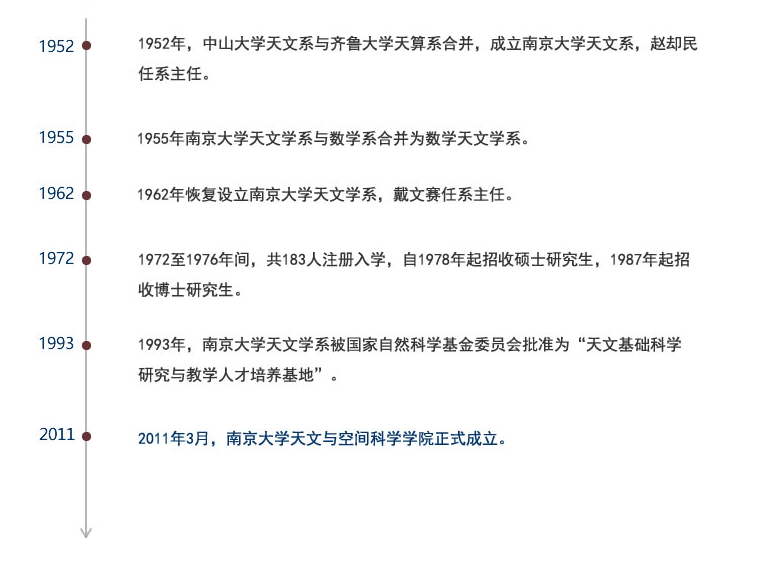 1952
1952年，中山大学天文系与齐鲁大学天算系合并，成立南京大学天文系，赵却民
任系主任。
1955
1955年南京大学天文学系与数学系合并为数学天文学系。
1962
1962年恢复设立南京大学天文学系，戴文赛任系主任。
1972
1972至1976年间，共183人注册入学，自1978年起招收硕士研究生，1987年起招
收博士研究生。
1993
1993年，南京大学天文学系被国家自然科学基金委员会批准为“天文基础科学
研究与教学人才培养基地”。
2011
2011年3月，南京大学天文与空间科学学院正式成立。